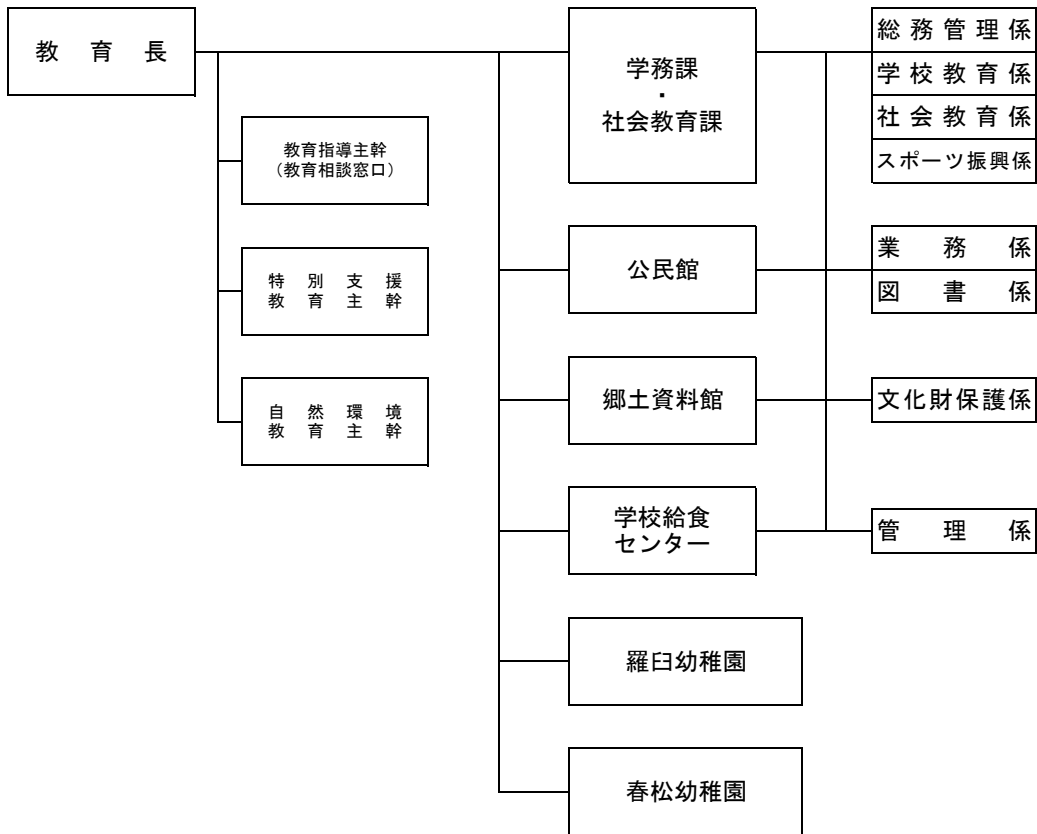 教育長
教育指導主幹
（教育相談窓口）
特別支援
教育主幹
自然環境
教育主幹
学務課
・
社会教育課
公民館
郷土資料館
学校給食
センター
羅臼幼稚園
春松幼稚園
総務管理係
学校教育係
社会教育係
スポーツ振興係
業務係
図書係
文化財保護係
管理係